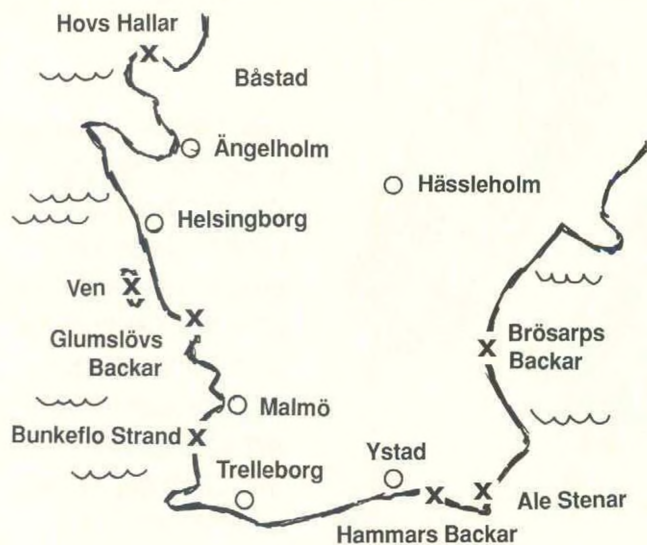 Hovs Hallar
Båstad
Ängelholm
Hässleholm
Helsingborg
Ven
Glumslövs
Backar
Brösarps
Backar
Malmö
Bunkeflo Strand
Trelleborg
Ystad
Ale Stenar
Hammars Backar